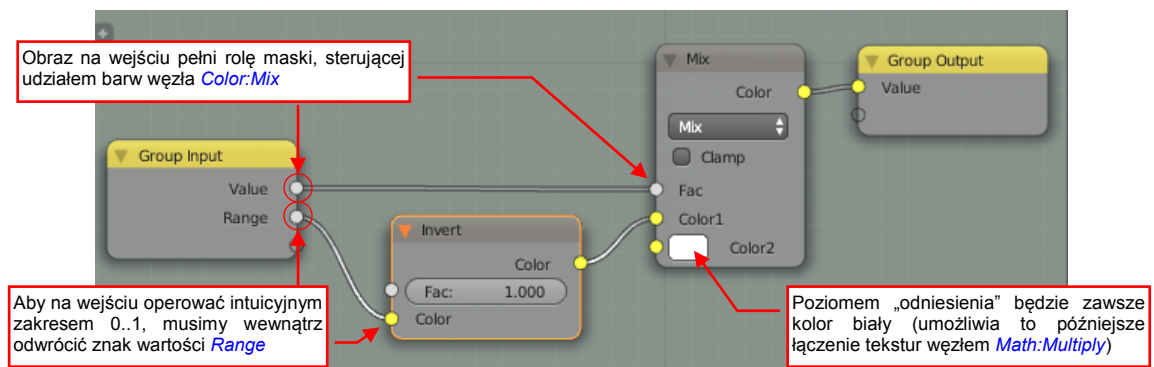 Obraz na wejściu pełni rolę maski, sterującej
udziałem barw węzła Color:Mix
Mix
Color
Mix
Clamp
Fac
Color1
Color2
Group Output
Value
Group Input
Value
Range
Invert
Color
Fac: 1.000
Color
Aby na wejściu operować intuicyjnym
zakresem 0..1, musimy wewnątrz
odwrócić znak wartości Range
Poziomem „odniesienia” będzie zawsze
kolor biały (umożliwia to późniejsze
łączenie tekstur węzłem Math:Multiply)